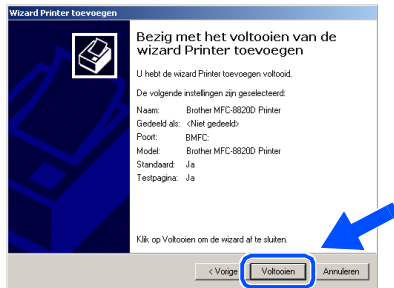 Wizard Printer toevoegen
Bezig met het voltooien van de
wizard Printer toevoegen
U hebt de wizard Printer toevoegen voltooid.
De volgende instellingen zijn geselecteerd:
Naam: Brother MFC-8820D Printer
Gedeeld als: <Niet gedeeld>
Poort: BMFC:
Model: Brother MFC-8820D Printer
Standaard: Ja
Testpagina: Ja
Klik op Voltooien om de wizard af te sluiten.
< Vorige Voltooien Annuleren